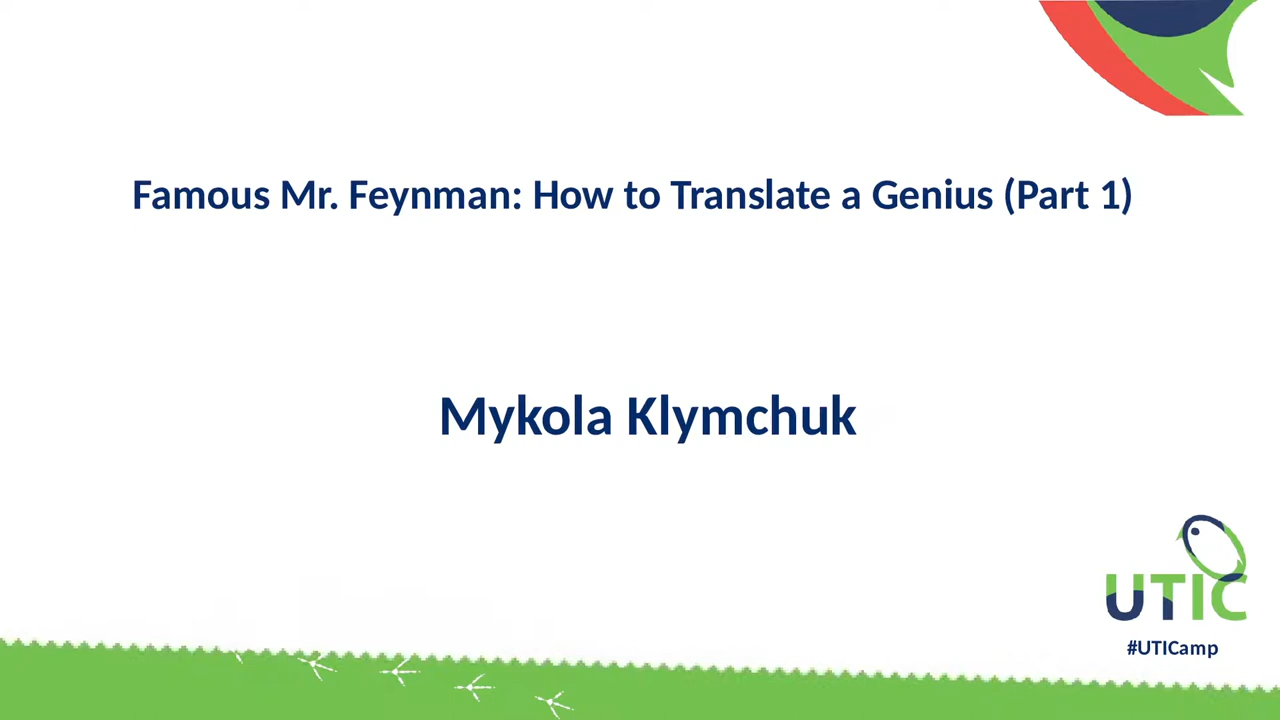 Famous Mr. Feynman: How to Translate a Genius (Part 1)
Mykola Klymchuk
UTIC
#UTICamp